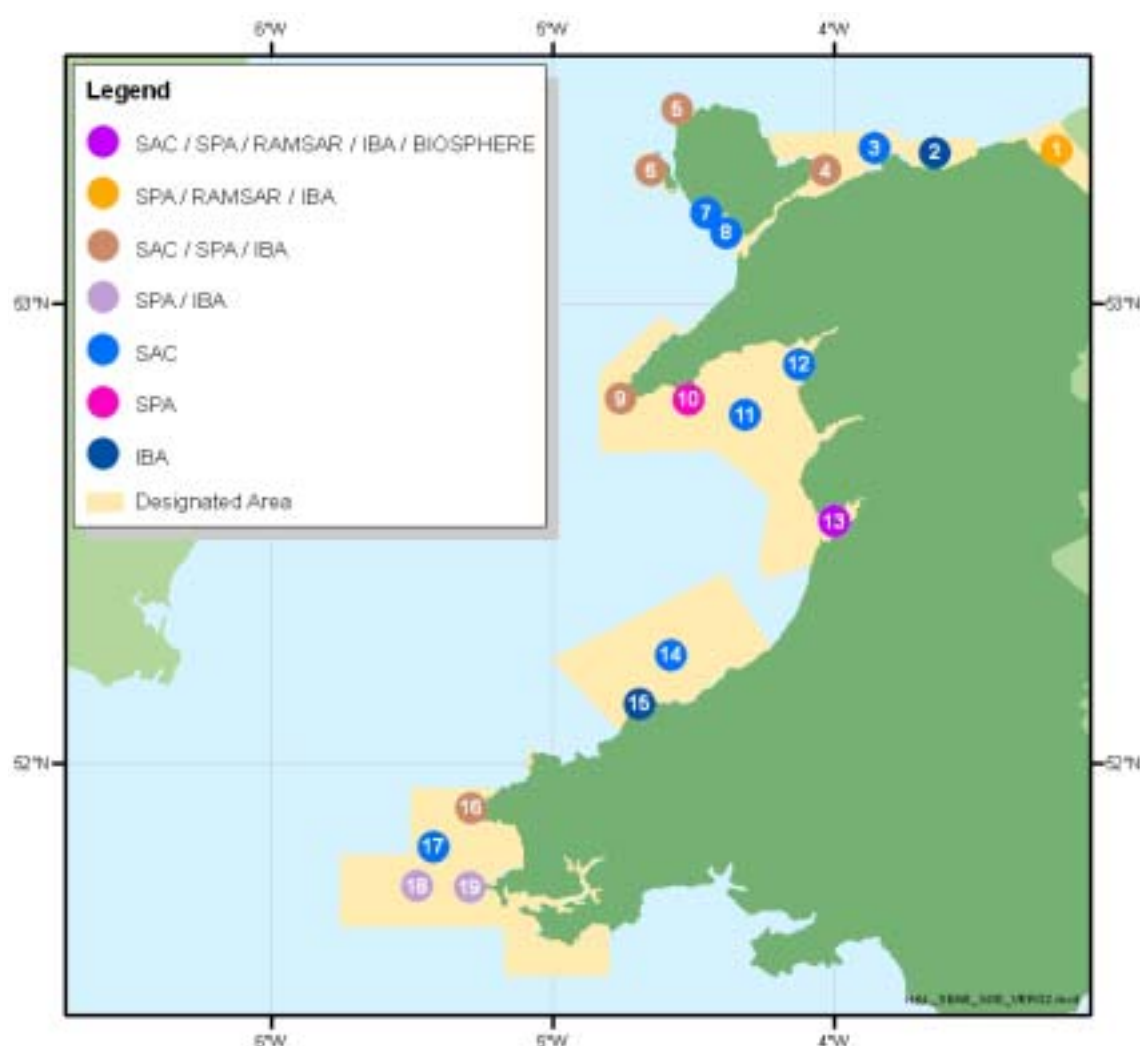 6°W 5°W 4°W
Legend
SAC / SPA / RAMSAR / IBA / BIOSPHERE
SPA / RAMSAR / IBA
SAC / SPA / IBA
SPA / IBA
SAC
SPA
IBA
Designated Area
5
3
2
1
6
4
7
8
53°N 53°N
12
9
10
11
13
14
15
52°N 52°N
16
17
18
19
6°W 5°W 4°W